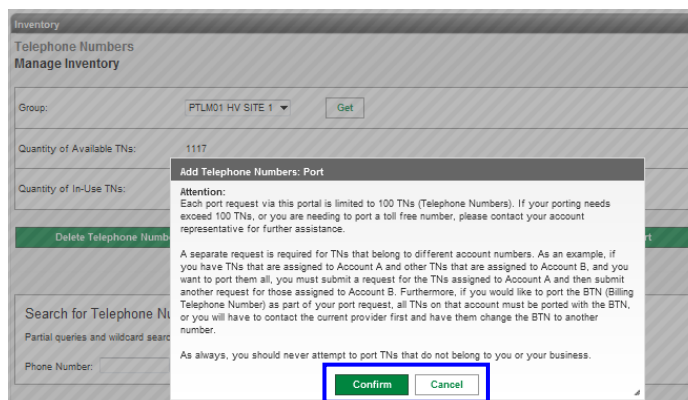 Inventory
Telephone Numbers
Manage Inventory
Group: PTLM01 HV SITE 1 Get
Quantity of Available TNs: 1117
Quantity of In-Use TNs:
Add Telephone Numbers: Port
Attention:
Each port request via this portal is limited to 100 TNs (Telephone Numbers). If your porting needs
exceed 100 TNs, or you are needing to port a toll free number, please contact your account
representative for further assistance.
A separate request is required for TNs that belong to different account numbers. As an example, if
you have TNs that are assigned to Account A and other TNs that are assigned to Account B, and you
want to port them all, you must submit a request for the TNs assigned to Account A and then submit
another request for those assigned to Account B. Furthermore, if you would like to port the BTN (Billing
Telephone Number) as part of your port request, all TNs on that account must be ported with the BTN,
or you will have to contact the current provider first and have them change the BTN to another
number.
As always, you should never attempt to port TNs that do not belong to you or your business.
Confirm Cancel
Delete Telephone Numb
rt
Search for Telephone Nu
Partial queries and wildcard searc
Phone Number: